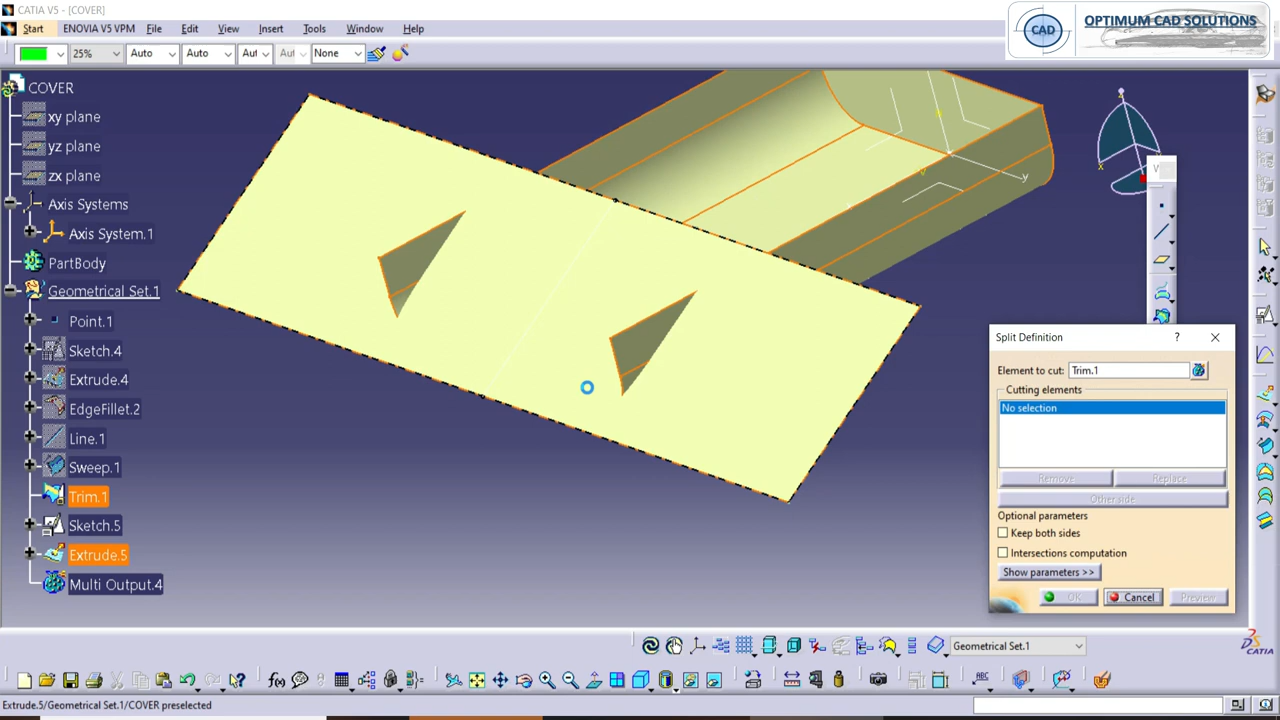 CATIA V5 - [COVER]
Start ENOVIA V5 VPM File Edit View Insert Tools Window Help
OPTIMUM CAD SOLUTIONS
CAD
25% Auto Auto Aut Aut None
COVER
xy plane
yz plane
zx plane
Axis Systems
Axis System.1
PartBody
Geometrical Set.1
Point.1
Sketch.4
Extrude.4
EdgeFillet.2
Line.1
Sweep.1
Trim.1
Sketch.5
Extrude.5
Multi Output.4
y
x
V
Split Definition ?
Element to cut: Trim.1
Cutting elements
No selection
Remove Replace
Other side
Optional parameters
Keep both sides
Intersections computation
Show parameters >>
OK Cancel Preview
Geometrical Set.1
CATIA
f(x)
ABC
Extrude.5/Geometrical Set.1/COVER preselected